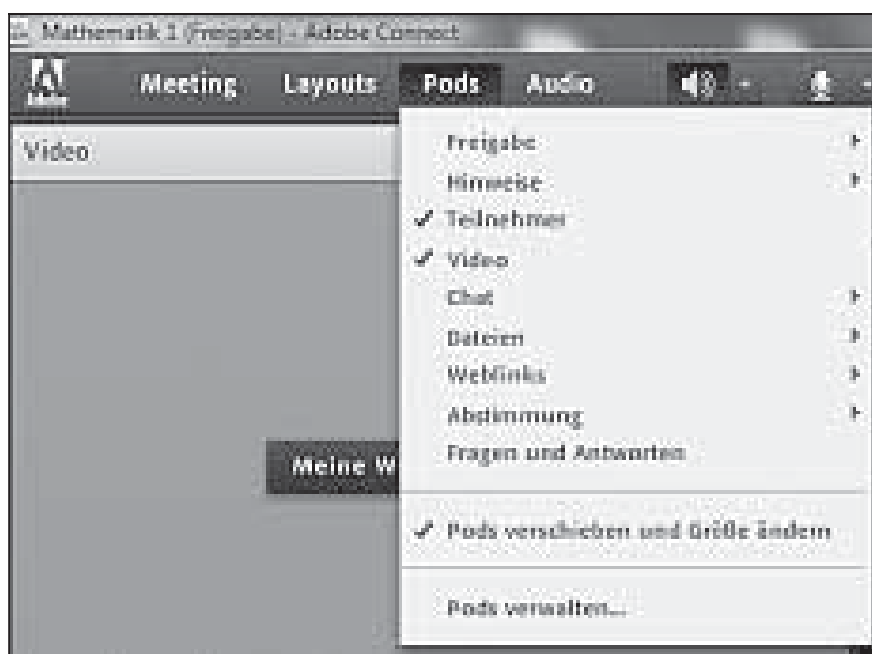 Mathematik 1 (Freigabe) - Adobe Connect
Adobe Meeting Layouts Pods Audio
Video
Freigabe
Hinweise
Teilnehmer
Video
Chat
Dateien
Weblinks
Abstimmung
Fragen und Antworten
Meine W
Pods verschieben und Größe ändern
Pods verwalten...